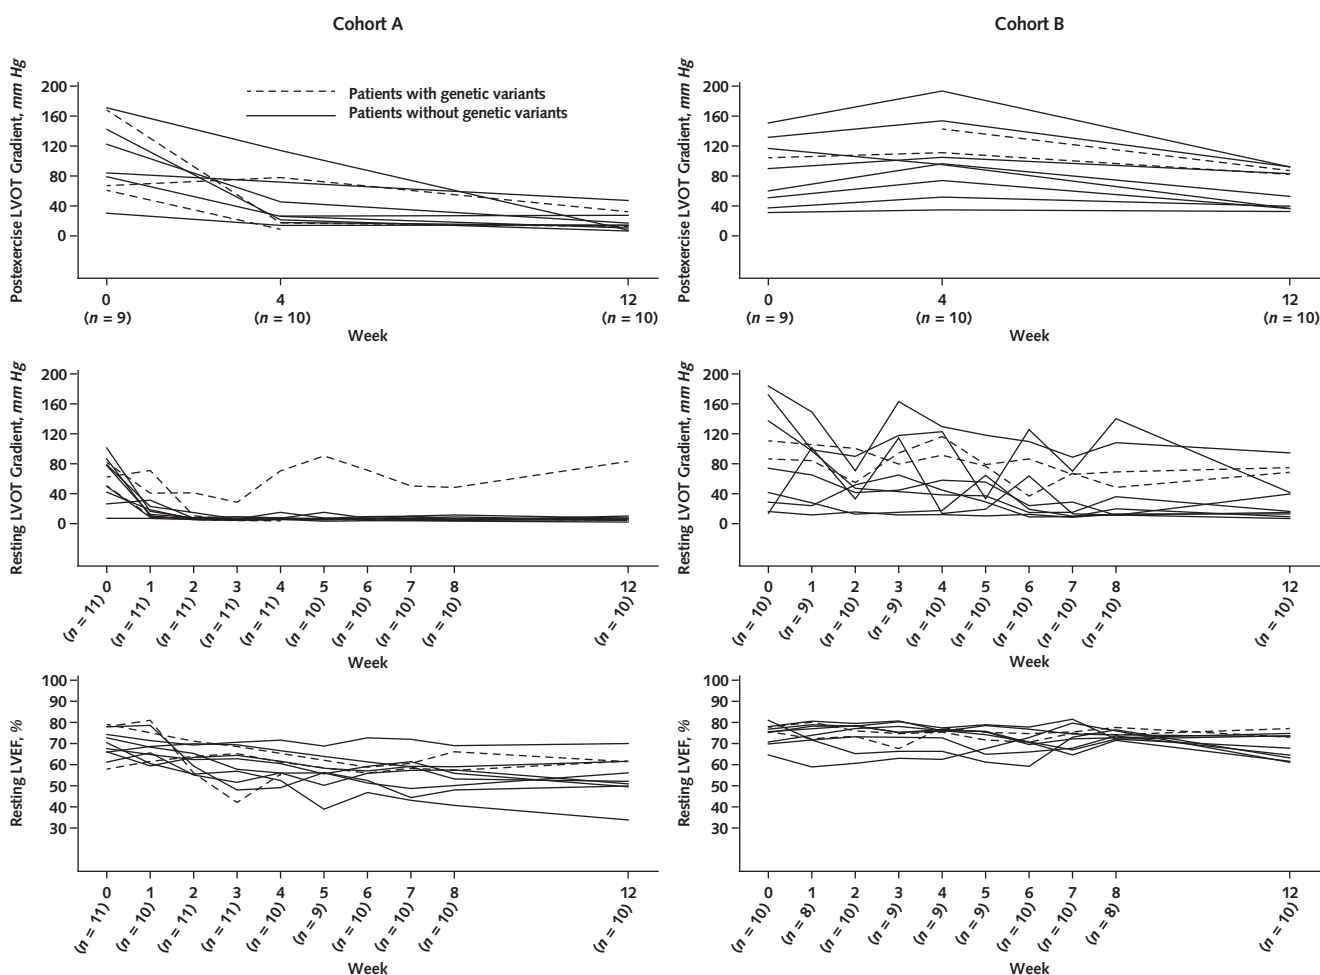 Cohort A
Cohort B
Postexercise LVOT Gradient, mm Hg
200
160
120
80
40
0
Patients with genetic variants
Patients without genetic variants
0
4
12
(n = 9)
(n = 10)
(n = 10)
Week
Postexercise LVOT Gradient, mm Hg
200
160
120
80
40
0
0
4
12
(n = 9)
(n = 10)
(n = 10)
Week
Resting LVOT Gradient, mm Hg
200
160
120
80
40
0
0
1
2
3
4
5
6
7
8
12
(n = 11)
(n = 11)
(n = 11)
(n = 11)
(n = 11)
(n = 10)
(n = 10)
(n = 10)
(n = 10)
(n = 10)
Week
Resting LVOT Gradient, mm Hg
200
160
120
80
40
0
0
1
2
3
4
5
6
7
8
12
(n = 10)
(n = 9)
(n = 10)
(n = 9)
(n = 10)
(n = 10)
(n = 10)
(n = 10)
(n = 10)
(n = 10)
Week
Resting LVEF, %
100
90
80
70
60
50
40
30
0
1
2
3
4
5
6
7
8
12
(n = 11)
(n = 10)
(n = 11)
(n = 11)
(n = 10)
(n = 9)
(n = 10)
(n = 10)
(n = 10)
(n = 10)
Week
Resting LVEF, %
100
90
80
70
60
50
40
30
0
1
2
3
4
5
6
7
8
12
(n = 10)
(n = 8)
(n = 10)
(n = 9)
(n = 9)
(n = 9)
(n = 10)
(n = 10)
(n = 8)
(n = 10)
Week